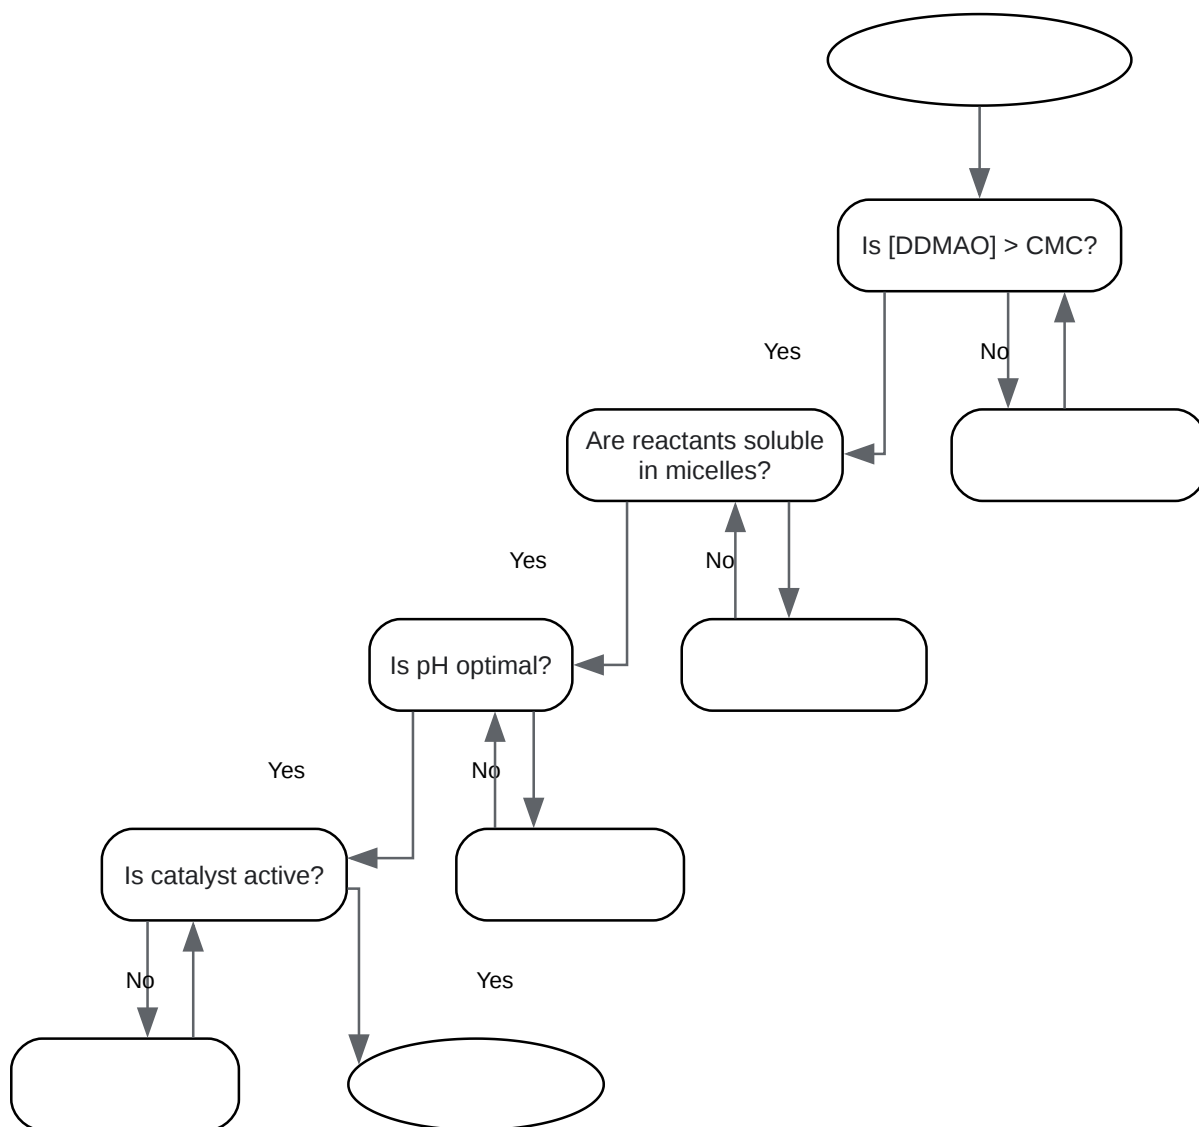 Is [DDMAO] > CMC?
Yes
No
Are reactants soluble
in micelles?
Yes
No
Is pH optimal?
Yes
No
Is catalyst active?
No
Yes